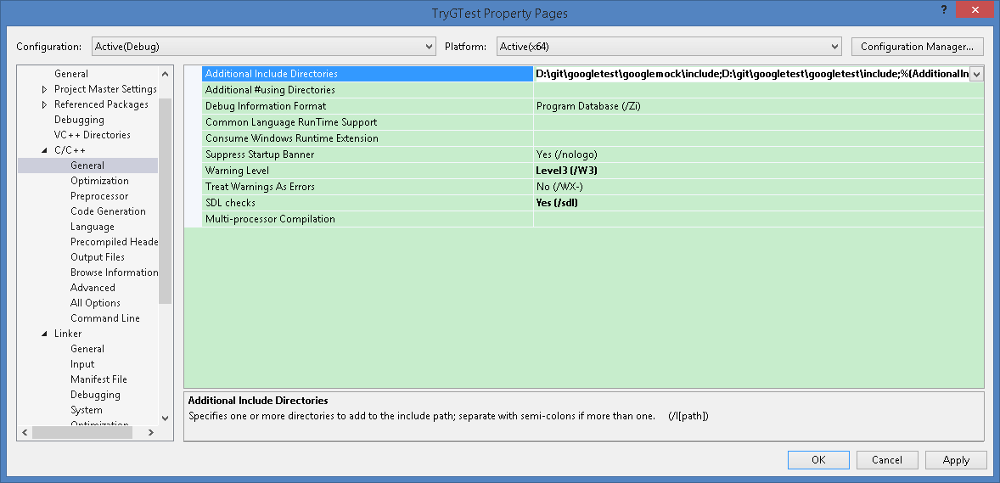 TryGTest Property Pages
? ✕
Configuration: Active(Debug) Platform: Active(x64) Configuration Manager...
General
Project Master Settings
Referenced Packages
Debugging
VC++ Directories
C/C++
General
Optimization
Preprocessor
Code Generation
Language
Precompiled Heade
Output Files
Browse Information
Advanced
All Options
Command Line
Linker
General
Input
Manifest File
Debugging
System
Optimization
Additional Include Directories D:\git\googletest\googlemock\include;D:\git\googletest\googletest\include;%(AdditionalIn
Additional #using Directories
Debug Information Format Program Database (/Zi)
Common Language RunTime Support
Consume Windows Runtime Extension
Suppress Startup Banner Yes (/nologo)
Warning Level Level3 (/W3)
Treat Warnings As Errors No (/WX-)
SDL checks Yes (/sdl)
Multi-processor Compilation
Additional Include Directories
Specifies one or more directories to add to the include path; separate with semi-colons if more than one. (/I[path])
OK Cancel Apply